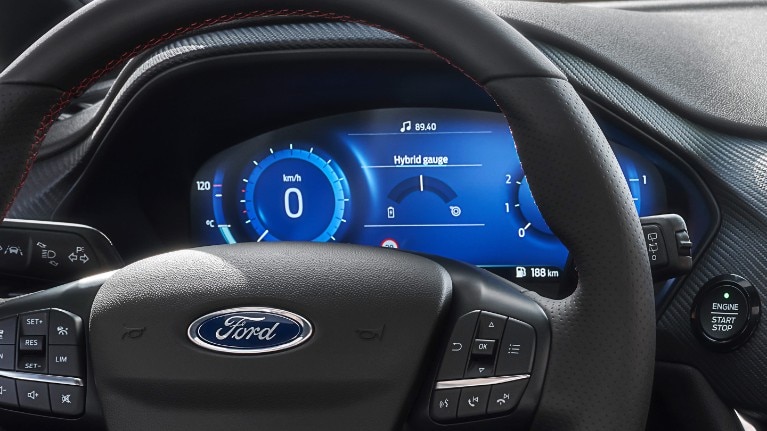 89.40
Hybrid gauge
km/h
120
0
°C
2
1
1
0
188 km
Ford
SET+
RES
SET-
LIM
OK
ENGINE
START
STOP